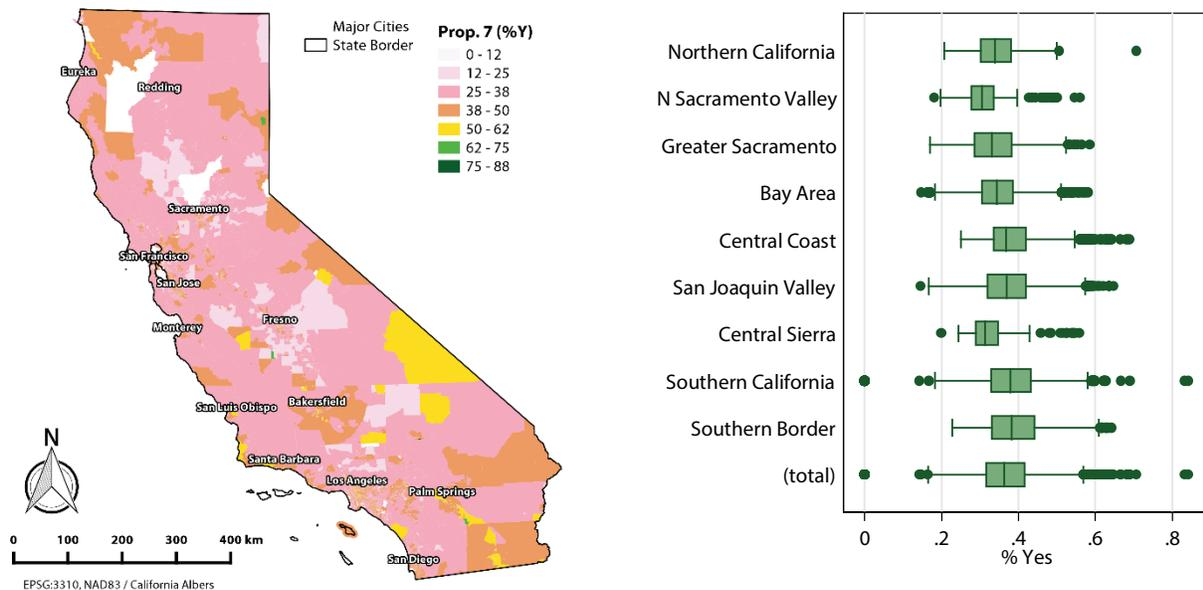 Major Cities
State Border
Prop. 7 (%Y)
0 - 12
12 - 25
25 - 38
38 - 50
50 - 62
62 - 75
75 - 88
Eureka
Redding
Sacramento
San Francisco
San Jose
Monterey
Fresno
San Luis Obispo
Bakersfield
Santa Barbara
Los Angeles
Palm Springs
San Diego
N
0 100 200 300 400 km
EPSG:3310, NAD83 / California Albers
Northern California
N Sacramento Valley
Greater Sacramento
Bay Area
Central Coast
San Joaquin Valley
Central Sierra
Southern California
Southern Border
(total)
0 .2 .4 .6 .8
% Yes